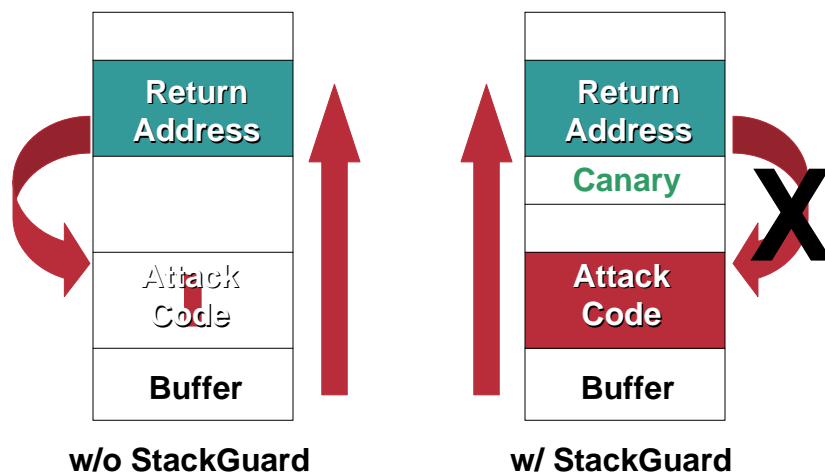 Return
Address
Attack
Code
Buffer
w/o StackGuard
Return
Address
Canary
X
Attack
Code
Buffer
w/ StackGuard